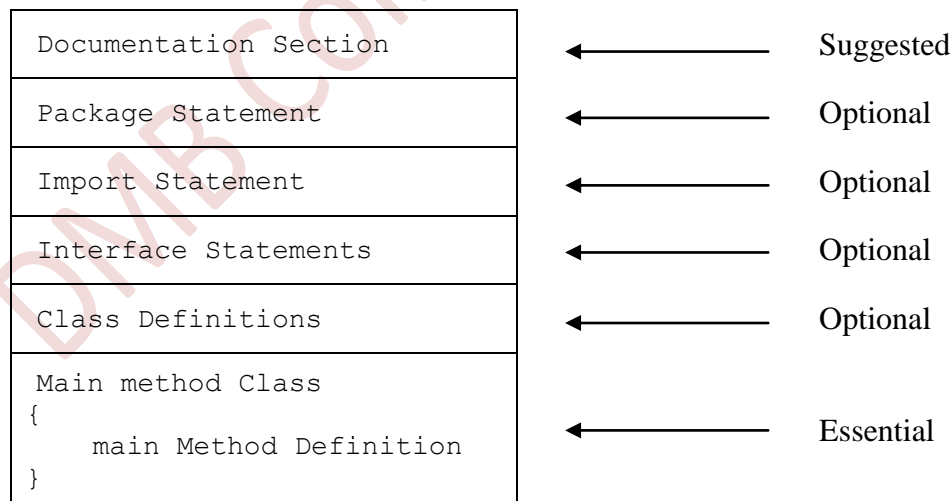 Documentation Section Suggested
Package Statement Optional
Import Statement Optional
Interface Statements Optional
Class Definitions Optional
Main method Class
{
main Method Definition Essential
}
DMB